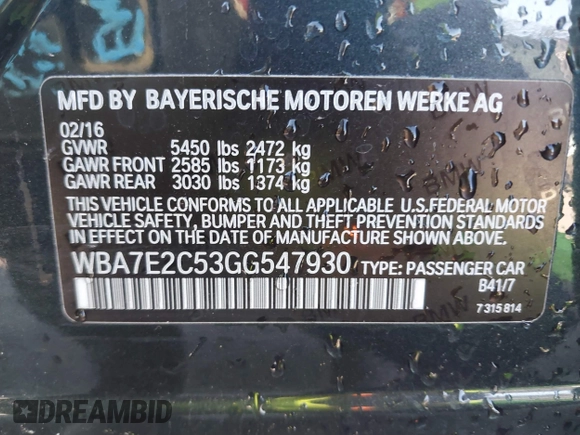 MFD BY BAYERISCHE MOTOREN WERKE AG
02/16
GVWR 5450 lbs 2472 kg
GAWR FRONT 2585 lbs 1173 kg
GAWR REAR 3030 lbs 1374 kg
THIS VEHICLE CONFORMS TO ALL APPLICABLE U.S.FEDERAL MOTOR
VEHICLE SAFETY, BUMPER AND THEFT PREVENTION STANDARDS
IN EFFECT ON THE DATE OF MANUFACTURE SHOWN ABOVE.
WBA7E2C53GG547930 TYPE: PASSENGER CAR
B41/7
7 315 814
DREAMBID